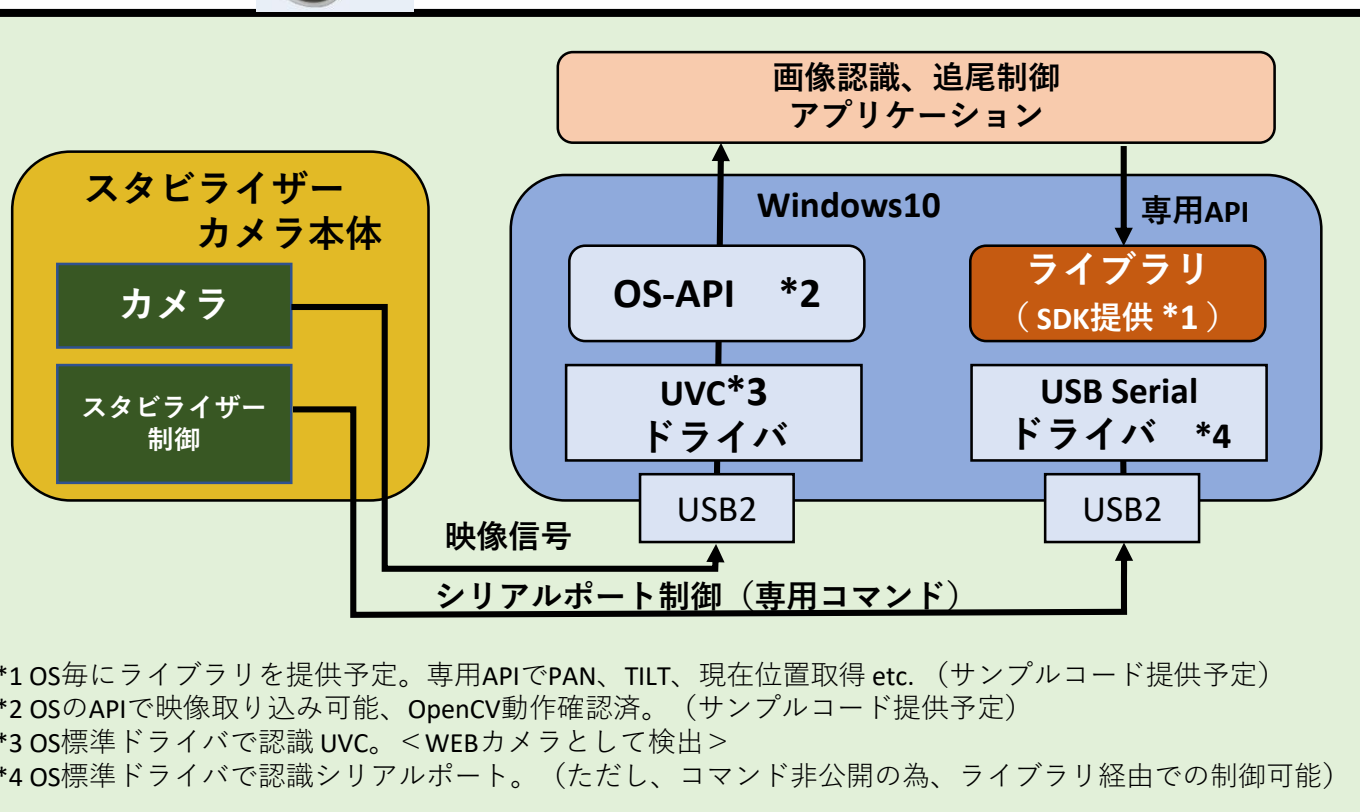 画像認識、追尾制御
アプリケーション
スタビライザー
カメラ本体
Windows10
専用API
カメラ
OS-API *2
ライブラリ
（ SDK提供 *1 ）
スタビライザー
制御
UVC*3
ドライバ
USB Serial
ドライバ *4
USB2
USB2
映像信号
シリアルポート制御（専用コマンド）
*1 OS毎にライブラリを提供予定。専用APIでPAN、TILT、現在位置取得 etc. （サンプルコード提供予定）
*2 OSのAPIで映像取り込み可能、OpenCV動作確認済。（サンプルコード提供予定）
*3 OS標準ドライバで認識 UVC。＜WEBカメラとして検出＞
*4 OS標準ドライバで認識シリアルポート。（ただし、コマンド非公開の為、ライブラリ経由での制御可能）